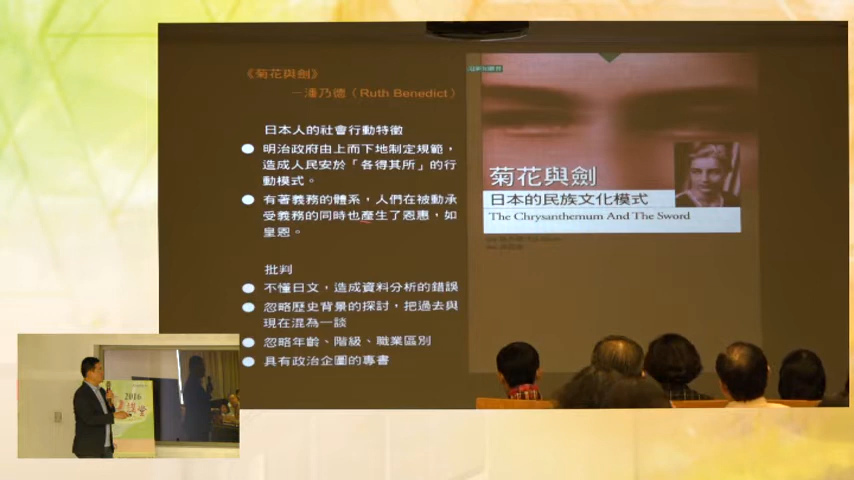 《菊花與劍》
－潘乃德（Ruth Benedict）
日本人的社會行動特徵
明治政府由上而下地制定規範，
造成人民安於「各得其所」的行
動模式。
有著義務的體系，人們在被動承
受義務的同時也產生了恩惠，如
皇恩。
批判
不懂日文，造成資料分析的錯誤
忽略歷史背景的探討，把過去與
現在混為一談
忽略年齡、階級、職業區別
具有政治企圖的專書
菊花與劍
日本的民族文化模式
The Chrysanthemum And The Sword
2016